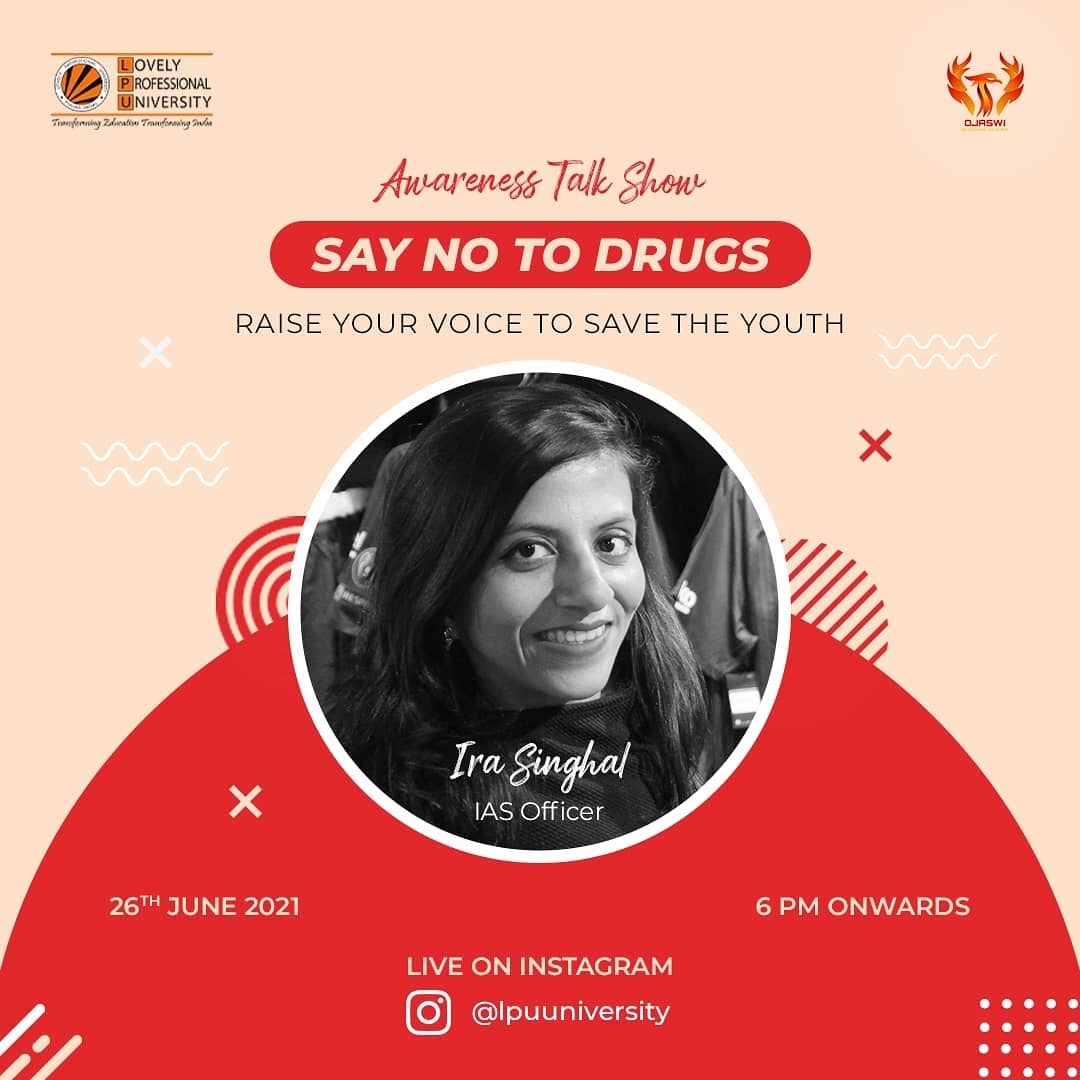 LOVELY
PROFESSIONAL
UNIVERSITY
Transforming Education Transforming India
OJASWI
Awareness Talk Show
SAY NO TO DRUGS
RAISE YOUR VOICE TO SAVE THE YOUTH
Ira Singhal
IAS Officer
26TH JUNE 2021
6 PM ONWARDS
LIVE ON INSTAGRAM
@lpuuniversity